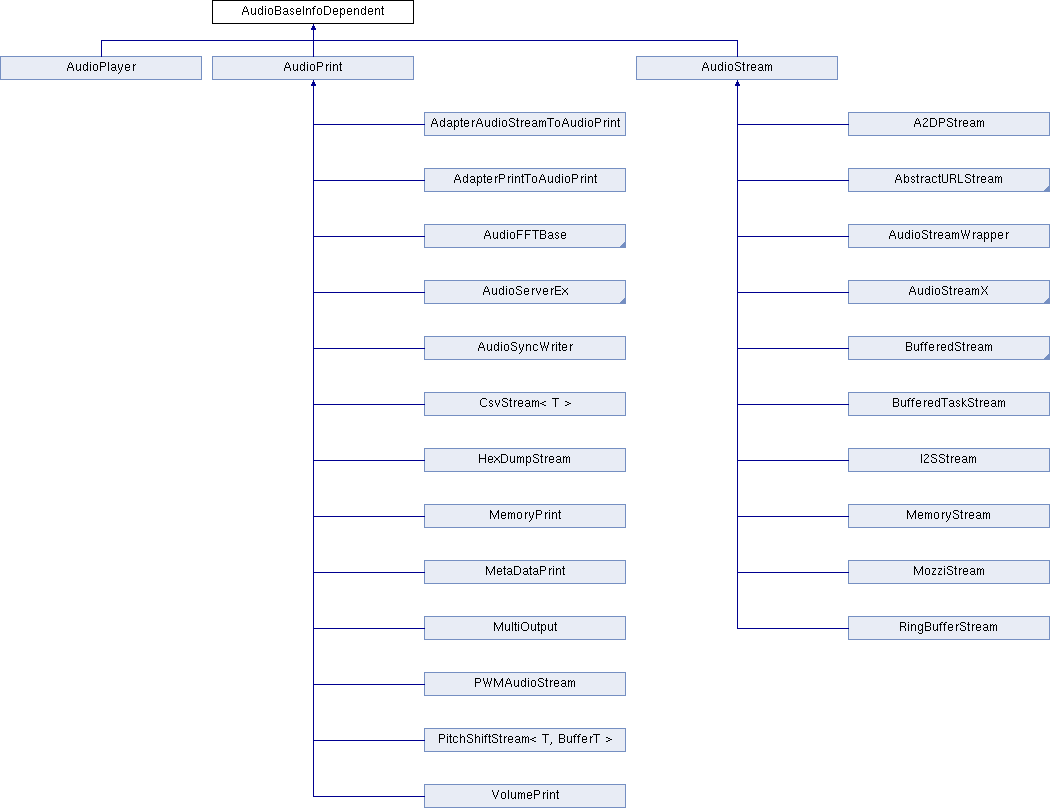 AudioBaseInfoDependent
AudioPlayer
AudioPrint
AudioStream
AdapterAudioStreamToAudioPrint
A2DPStream
AdapterPrintToAudioPrint
AbstractURLStream
AudioFFTBase
AudioStreamWrapper
AudioServerEx
AudioStreamX
AudioSyncWriter
BufferedStream
CsvStream< T >
BufferedTaskStream
HexDumpStream
I2SStream
MemoryPrint
MemoryStream
MetaDataPrint
MozziStream
MultiOutput
RingBufferStream
PWMAudioStream
PitchShiftStream< T, BufferT >
VolumePrint